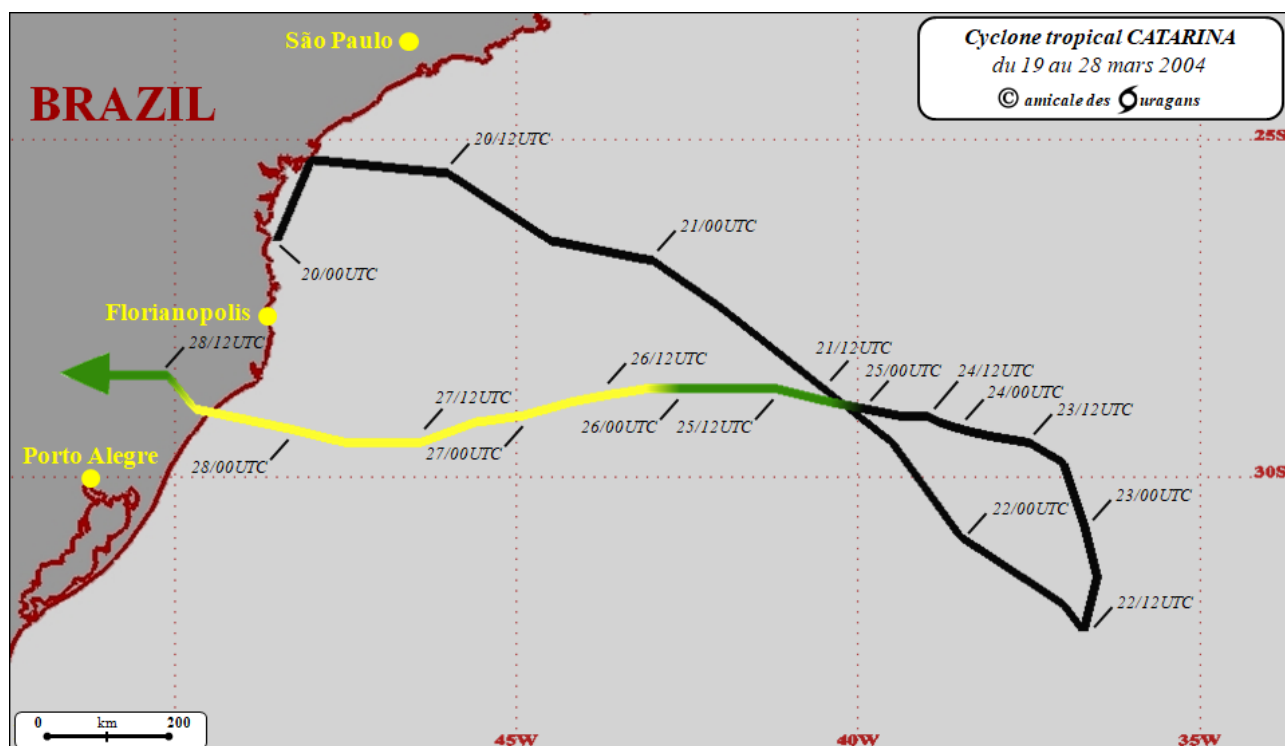 São Paulo
Cyclone tropical CATARINA
du 19 au 28 mars 2004
© amicale des Ouragans
BRAZIL
20/12UTC
25S
21/00UTC
20/00UTC
Florianopolis
28/12UTC
26/12UTC
21/12UTC
25/00UTC
24/12UTC
24/00UTC
23/12UTC
27/12UTC
26/00UTC
25/12UTC
27/00UTC
28/00UTC
Porto Alegre
30S
23/00UTC
22/00UTC
22/12UTC
0 km 200
45W
40W
35W